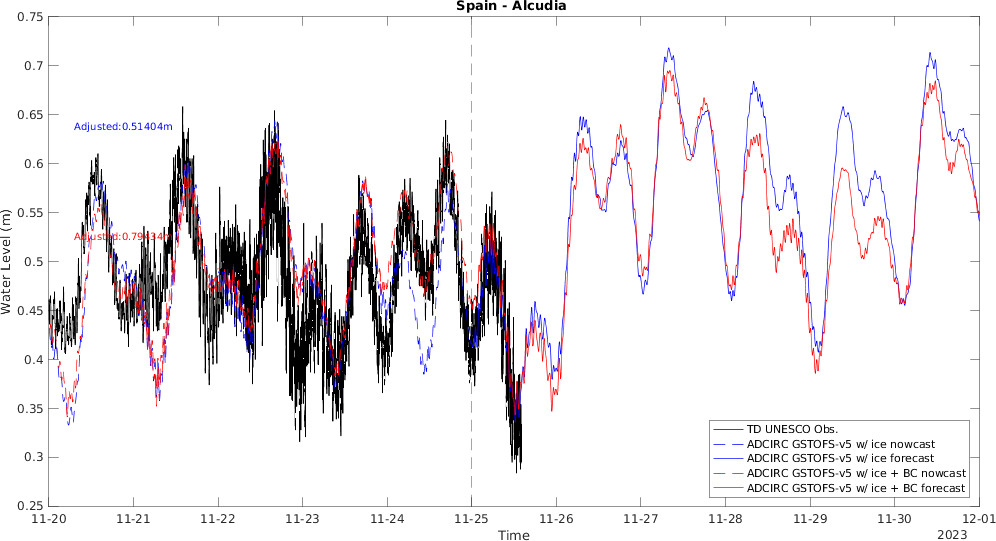 Spain - Alcudia
Water Level (m)
0.75
0.7
0.65
0.6
0.55
0.5
0.45
0.4
0.35
0.3
0.25
Adjusted:0.51404m
TD UNESCO Obs.
ADCIRC GSTOFS-v5 w/ ice nowcast
ADCIRC GSTOFS-v5 w/ ice forecast
ADCIRC GSTOFS-v5 w/ ice + BC nowcast
ADCIRC GSTOFS-v5 w/ ice + BC forecast
11-20 11-21 11-22 11-23 11-24 11-25 11-26 11-27 11-28 11-29 11-30 12-01
Time
2023